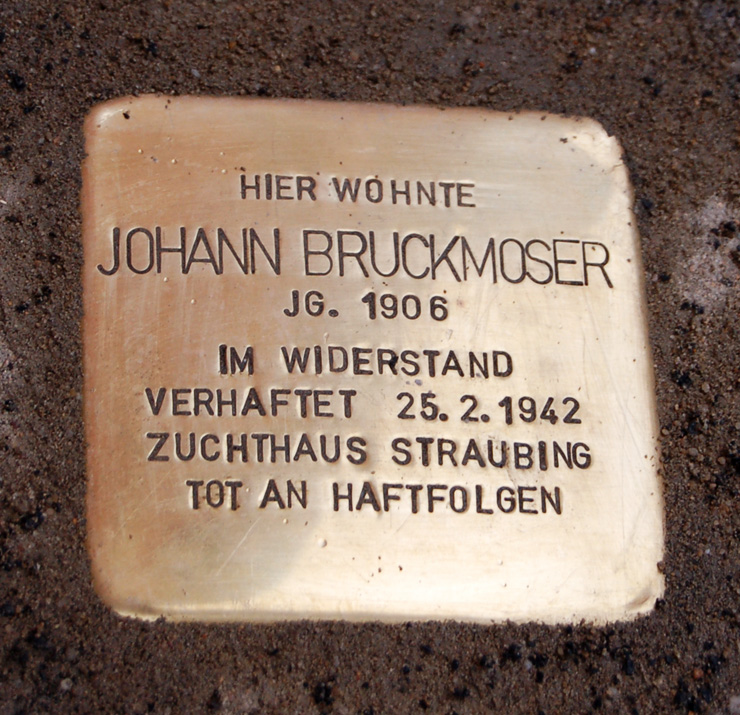 HIER WOHNTE
JOHANN BRUCKMOSER
JG. 1906
IM WIDERSTAND
VERHAFTET 25.2.1942
ZUCHTHAUS STRAUBING
TOT AN HAFTFOLGEN